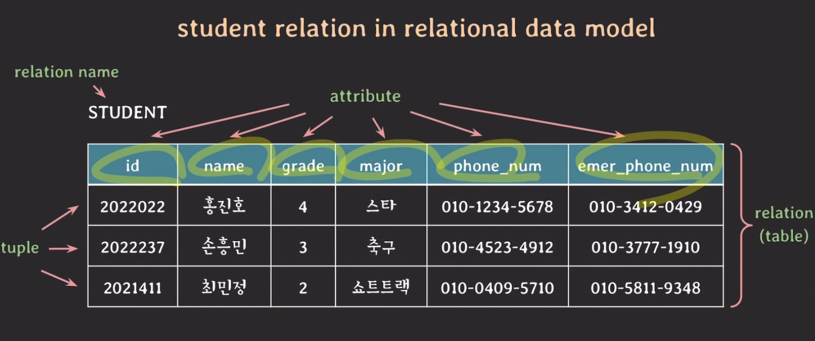 student relation in relational data model
relation name
attribute
STUDENT
id name grade major phone_num emer_phone_num
2022022 홍진호 4 스타 010-1234-5678 010-3412-0429
relation
(table)
tuple
2022237 손흥민 3 축구 010-4523-4912 010-3777-1910
2021411 최민정 2 쇼트트랙 010-0409-5710 010-5811-9348